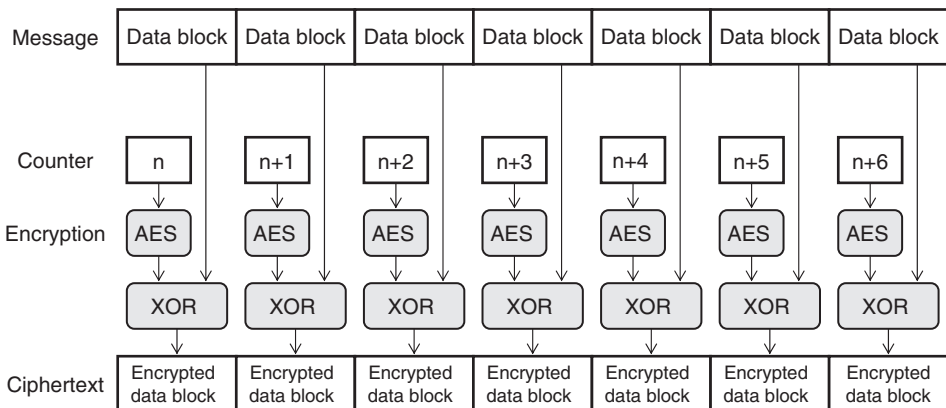 Message Data block Data block Data block Data block Data block Data block Data block
Counter n n+1 n+2 n+3 n+4 n+5 n+6
Encryption AES AES AES AES AES AES AES
XOR XOR XOR XOR XOR XOR XOR
Ciphertext
Encrypted Encrypted Encrypted Encrypted Encrypted Encrypted Encrypted
data block data block data block data block data block data block data block